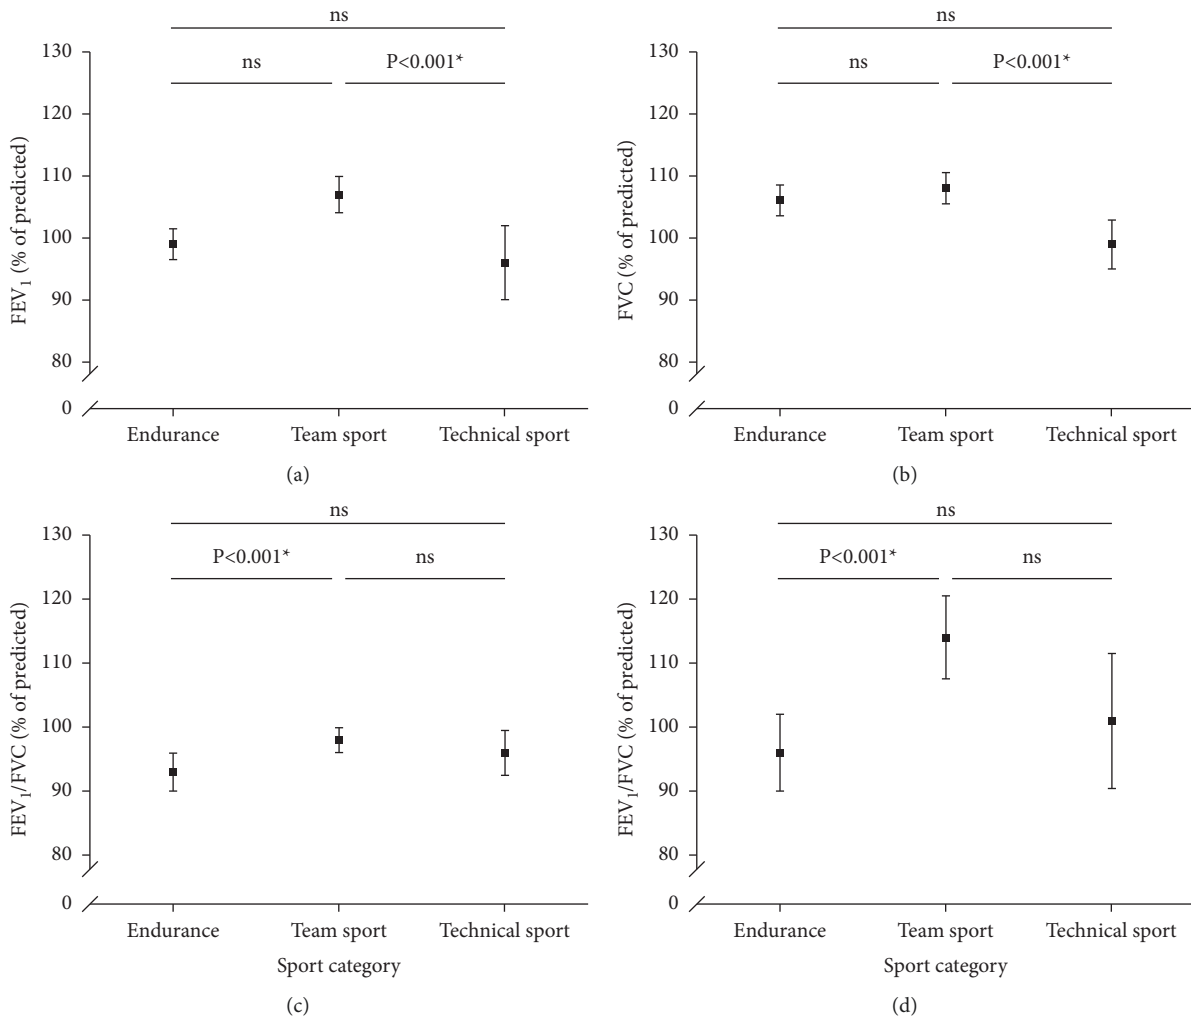 ns
ns
P<0.001*
130
120
110
100
90
80
0
FEV1 (% of predicted)
Endurance
Team sport
Technical sport
(a)
ns
ns
P<0.001*
130
120
110
100
90
80
0
FVC (% of predicted)
Endurance
Team sport
Technical sport
(b)
ns
P<0.001*
ns
130
120
110
100
90
80
0
FEV1/FVC (% of predicted)
Endurance
Team sport
Technical sport
Sport category
(c)
ns
P<0.001*
ns
130
120
110
100
90
80
0
FEV1/FVC (% of predicted)
Endurance
Team sport
Technical sport
Sport category
(d)